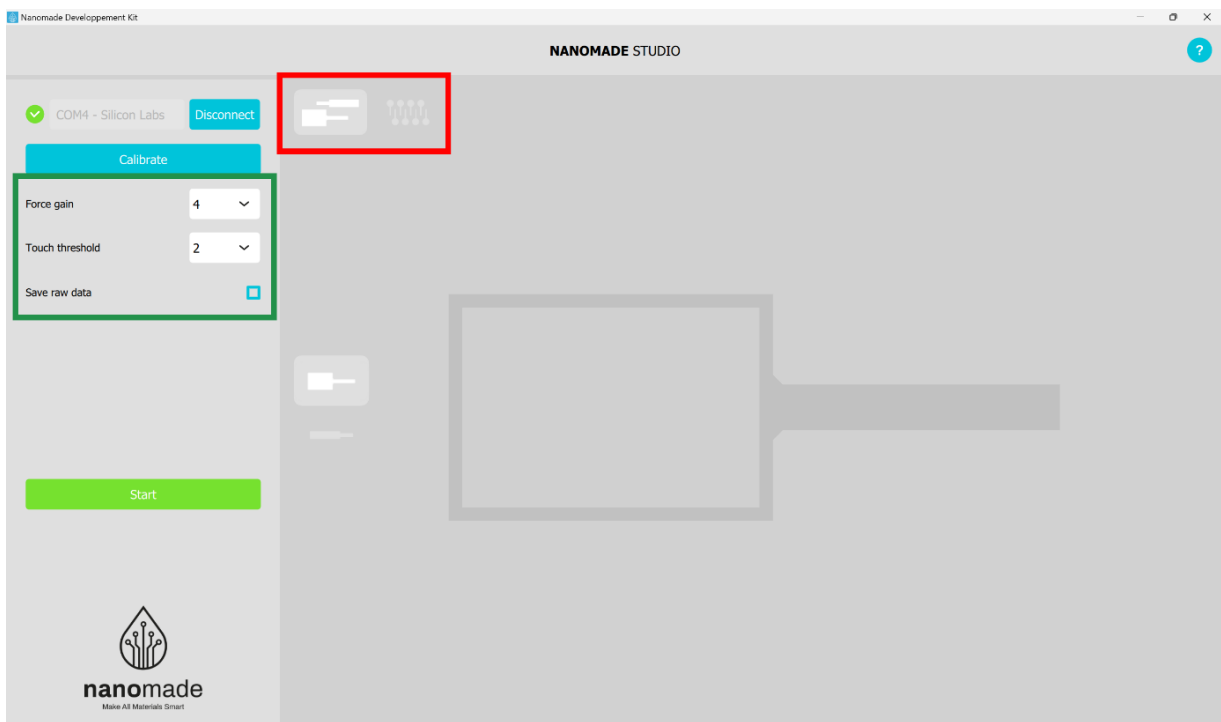 Nanomade Developpement Kit
NANOMADE STUDIO
?
COM4 - Silicon Labs
Disconnect
Calibrate
Force gain
4
Touch threshold
2
Save raw data
Start
nanomade
Make All Materials Smart